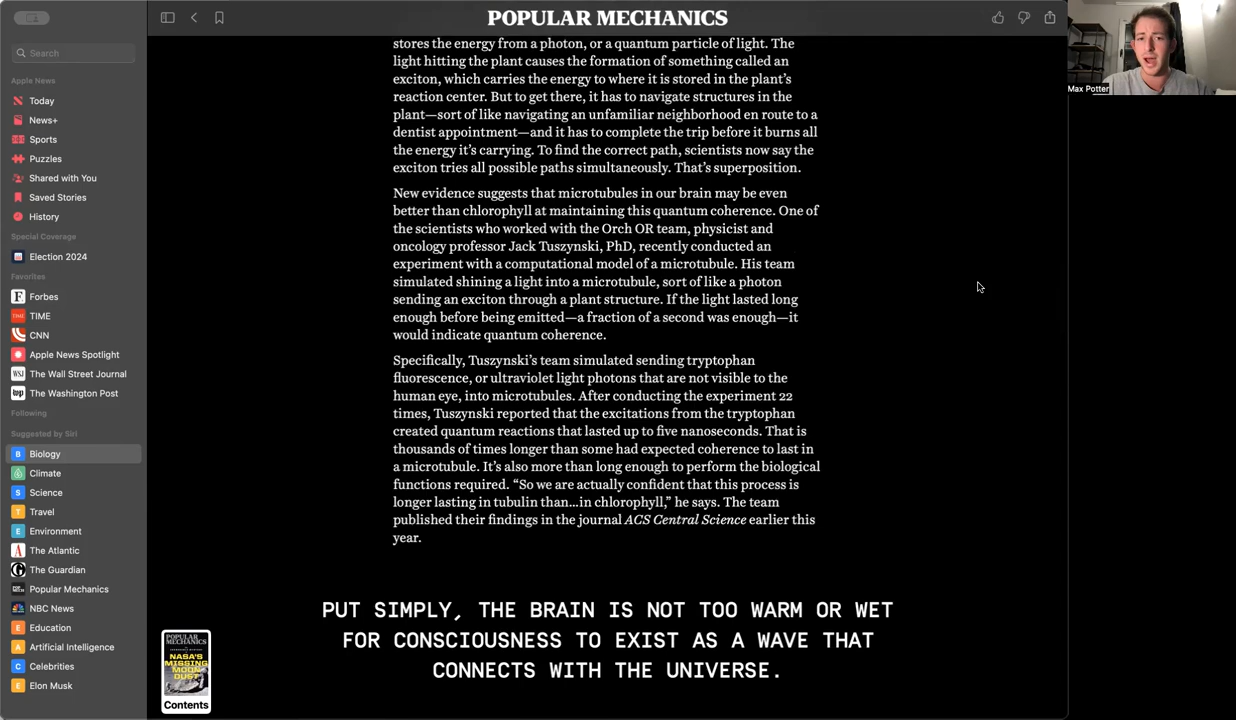 POPULAR MECHANICS
Max Potter
Search
Apple News
Today
News+
Sports
Puzzles
Shared with You
Saved Stories
History
Special Coverage
Election 2024
Favorites
F Forbes
TIME TIME
CNN
Apple News Spotlight
WSJ The Wall Street Journal
wp The Washington Post
Following
Suggested by Siri
B Biology
Climate
S Science
T Travel
E Environment
A The Atlantic
G The Guardian
Popular Mechanics
NBC News
E Education
A Artificial Intelligence
C Celebrities
E Elon Musk
stores the energy from a photon, or a quantum particle of light. The
light hitting the plant causes the formation of something called an
exciton, which carries the energy to where it is stored in the plant’s
reaction center. But to get there, it has to navigate structures in the
plant—sort of like navigating an unfamiliar neighborhood en route to a
dentist appointment—and it has to complete the trip before it burns all
the energy it’s carrying. To find the correct path, scientists now say the
exciton tries all possible paths simultaneously. That’s superposition.
New evidence suggests that microtubules in our brain may be even
better than chlorophyll at maintaining this quantum coherence. One of
the scientists who worked with the Orch OR team, physicist and
oncology professor Jack Tuszynski, PhD, recently conducted an
experiment with a computational model of a microtubule. His team
simulated shining a light into a microtubule, sort of like a photon
sending an exciton through a plant structure. If the light lasted long
enough before being emitted—a fraction of a second was enough—it
would indicate quantum coherence.
Specifically, Tuszynski’s team simulated sending tryptophan
fluorescence, or ultraviolet light photons that are not visible to the
human eye, into microtubules. After conducting the experiment 22
times, Tuszynski reported that the excitations from the tryptophan
created quantum reactions that lasted up to five nanoseconds. That is
thousands of times longer than some had expected coherence to last in
a microtubule. It’s also more than long enough to perform the biological
functions required. “So we are actually confident that this process is
longer lasting in tubulin than…in chlorophyll,” he says. The team
published their findings in the journal ACS Central Science earlier this
year.
PUT SIMPLY, THE BRAIN IS NOT TOO WARM OR WET
FOR CONSCIOUSNESS TO EXIST AS A WAVE THAT
CONNECTS WITH THE UNIVERSE.
POPULAR MECHANICS
NASA'S
MISSING
MOON
DUST
Contents